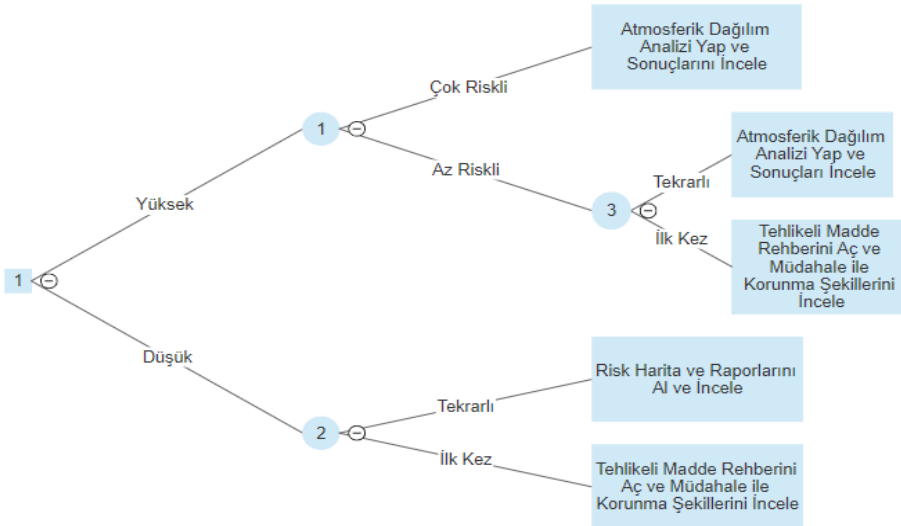 Atmosferik Dağılım
Analizi Yap ve
Sonuçlarını İncele
Çok Riskli
1
Az Riskli
Atmosferik Dağılım
Analizi Yap ve
Sonuçları İncele
Tekrarlı
3
İlk Kez
Tehlikeli Madde
Rehberini Aç ve
Müdahale ile
Korunma Şekillerini
İncele
Yüksek
1
Düşük
Risk Harita ve Raporlarını
Al ve İncele
Tekrarlı
2
İlk Kez
Tehlikeli Madde Rehberini
Aç ve Müdahale ile
Korunma Şekillerini İncele